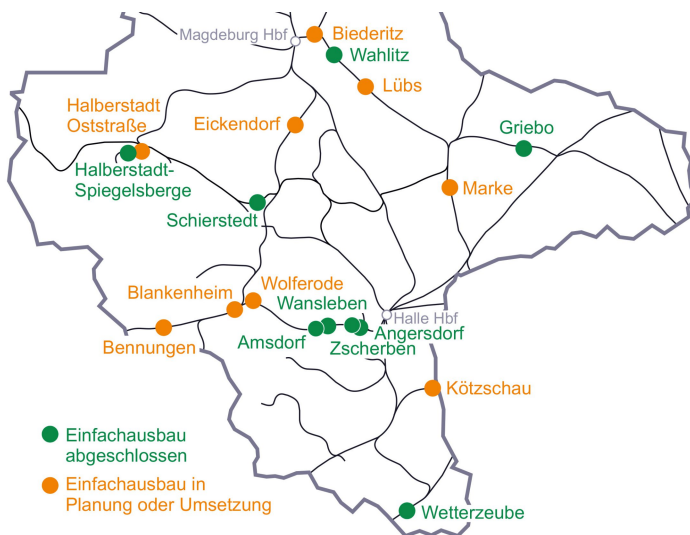 Biederitz
Magdeburg Hbf
Wahlitz
Lübs
Halberstadt
Oststraße
Eickendorf
Griebo
Halberstadt-
Spiegelsberge
Marke
Schierstedt
Wolferode
Blankenheim
Wansleben
Halle Hbf
Bennungen
Amsdorf
Angersdorf
Zscherben
Kötzschau
Einfachausbau
abgeschlossen
Einfachausbau in
Planung oder Umsetzung
Wetterzeube